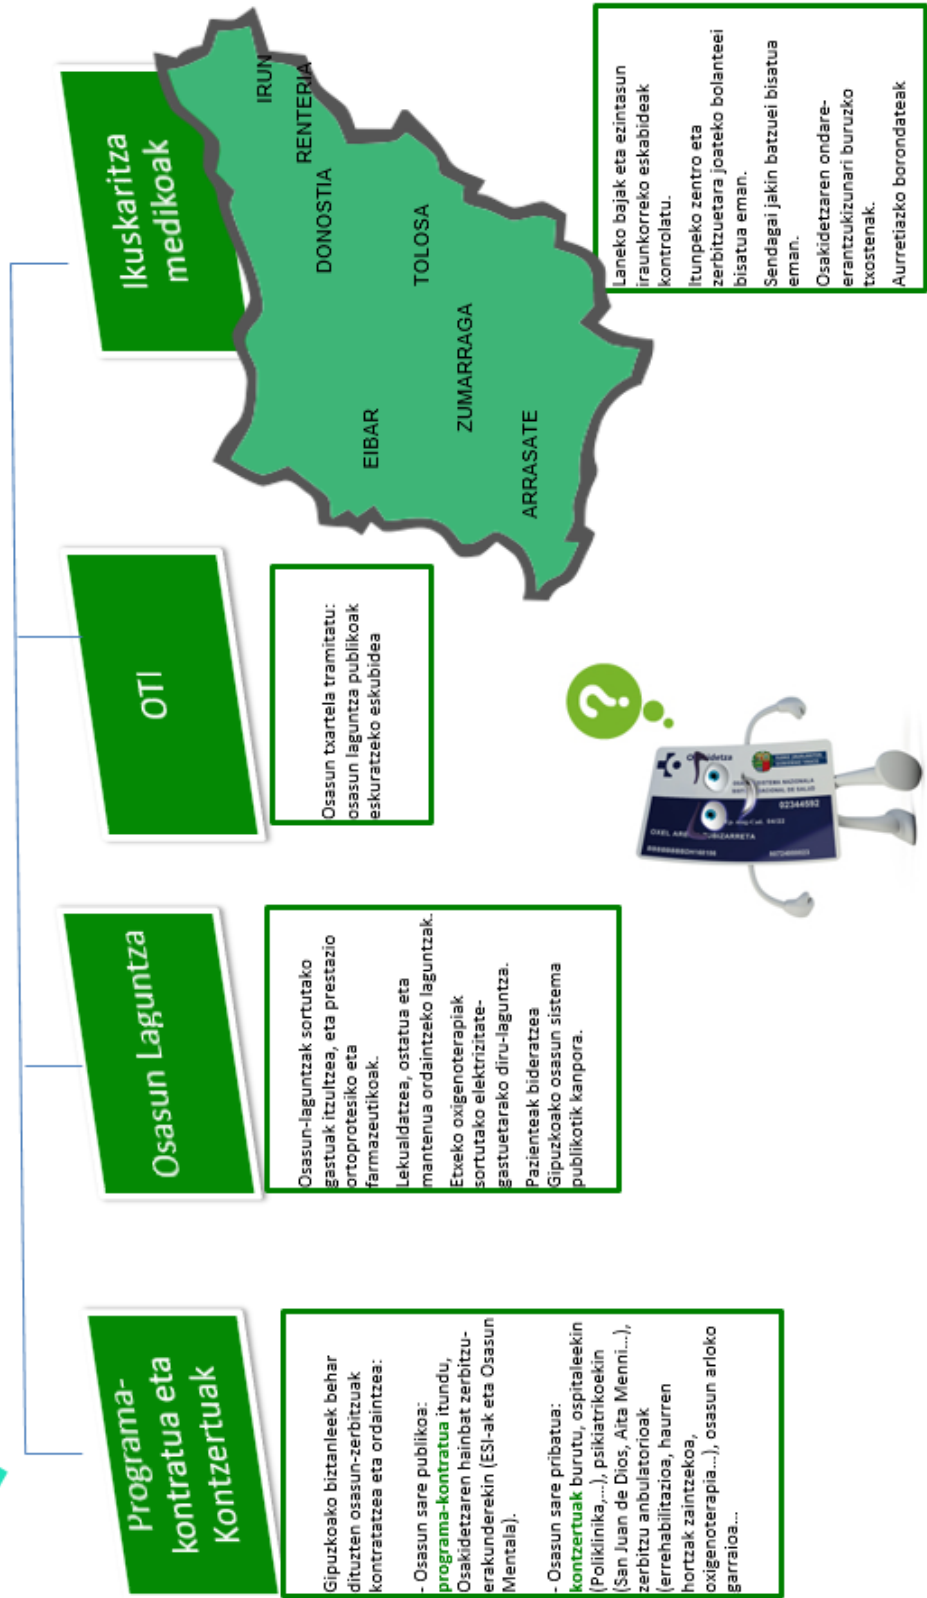 Programa-
kontratua eta
Kontzertuak
Gipuzkoako biztanleek behar
dituzten osasun-zerbitzuak
kontratatzea eta ordaintzea:
- Osasun sare publikoa:
programa-kontratua itundu,
Osakidetzaren hainbat zerbitzu-
erakunderekin (ESI-ak eta Osasun
Mentala).
- Osasun sare pribatua:
kontzertuak burutu, ospitaleekin
(Poliklinika,...), psikiatrikoekin
(San Juan de Dios, Aita Menni...),
zerbitzu anbulatorioak
(errehabilitazioa, haurren
hortzak zaintzekoa,
oxigenoterapia...), osasun arloko
garraioa...
Osasun Laguntza
Osasun-laguntzak sortutako
gastuak itzultzea, eta prestazio
ortoprotesiko eta
farmazeutikoak.
Lekualdatzea, ostatua eta
mantenua ordaintzeko laguntzak.
Etxeko oxigenoterapiak
sortutako elektrizitate-
gastuetarako diru-laguntza.
Pazienteak bideratzea
Gipuzkoako osasun sistema
publikotik kanpora.
OTI
Osasun txartela tramitatu:
osasun laguntza publikoak
eskuratzeko eskubidea
?
02344592
Ikuskaritza
medikoak
IRUN
RENTERIA
DONOSTIA
TOLOSA
EIBAR
ZUMARRAGA
ARRASATE
Laneko bajak eta ezintasun
iraunkorreko eskabideak
kontrolatu.
Itunpeko zentro eta
zerbitzuetara joateko bolanteei
bisatua eman.
Sendagai jakin batzuei bisatua
eman.
Osakidetzaren ondare-
erantzukizunari buruzko
txostenak.
Aurretiazko borondateak